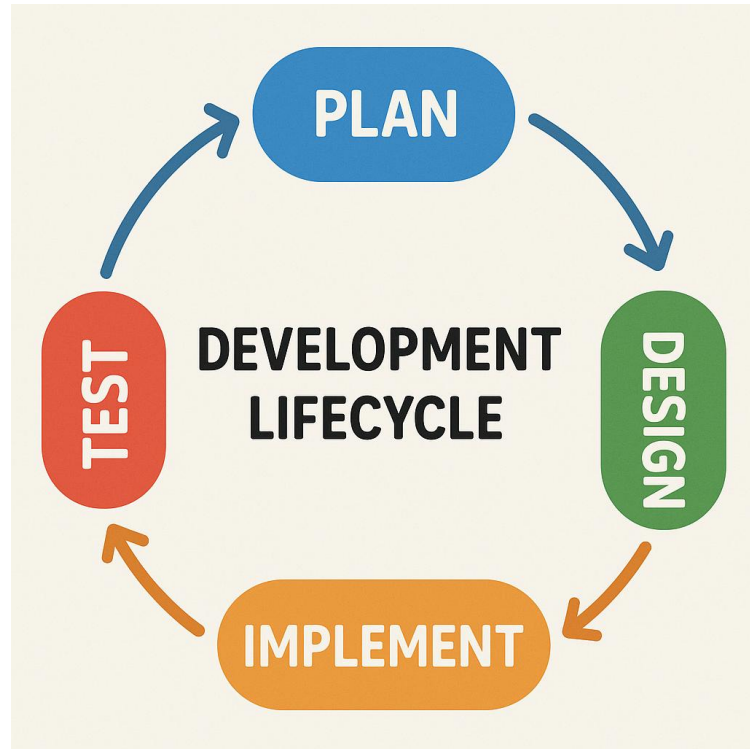 PLAN
DESIGN
DEVELOPMENT
LIFECYCLE
TEST
IMPLEMENT